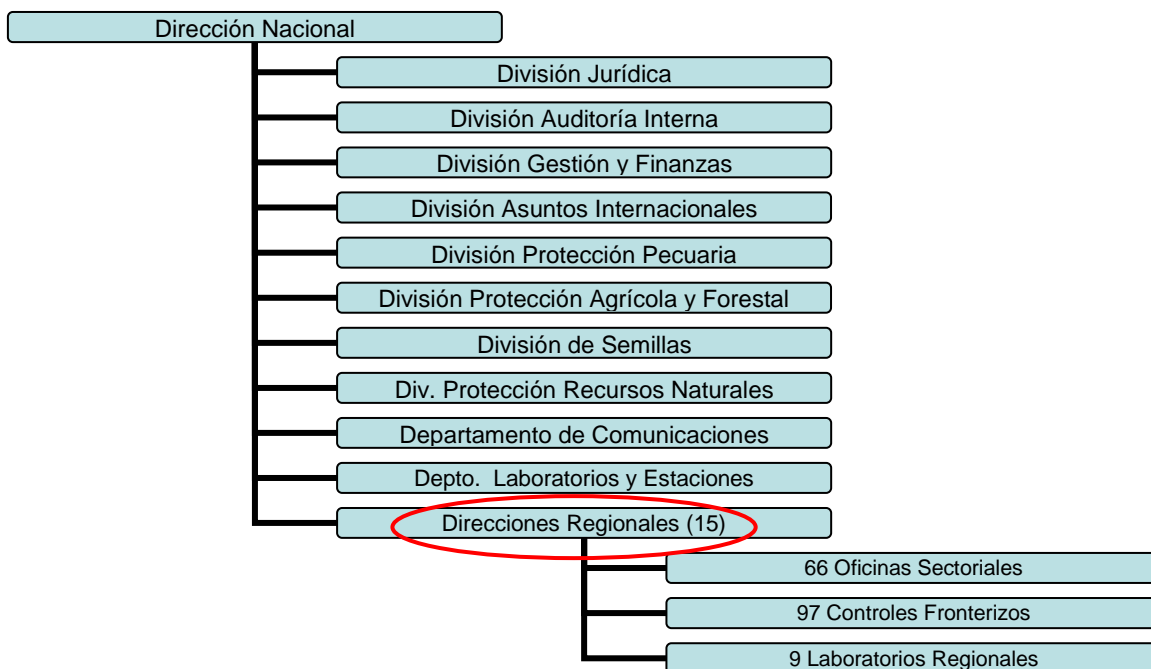 Dirección Nacional
División Jurídica
División Auditoría Interna
División Gestión y Finanzas
División Asuntos Internacionales
División Protección Pecuaria
División Protección Agrícola y Forestal
División de Semillas
Div. Protección Recursos Naturales
Departamento de Comunicaciones
Depto. Laboratorios y Estaciones
Direcciones Regionales (15)
66 Oficinas Sectoriales
97 Controles Fronterizos
9 Laboratorios Regionales